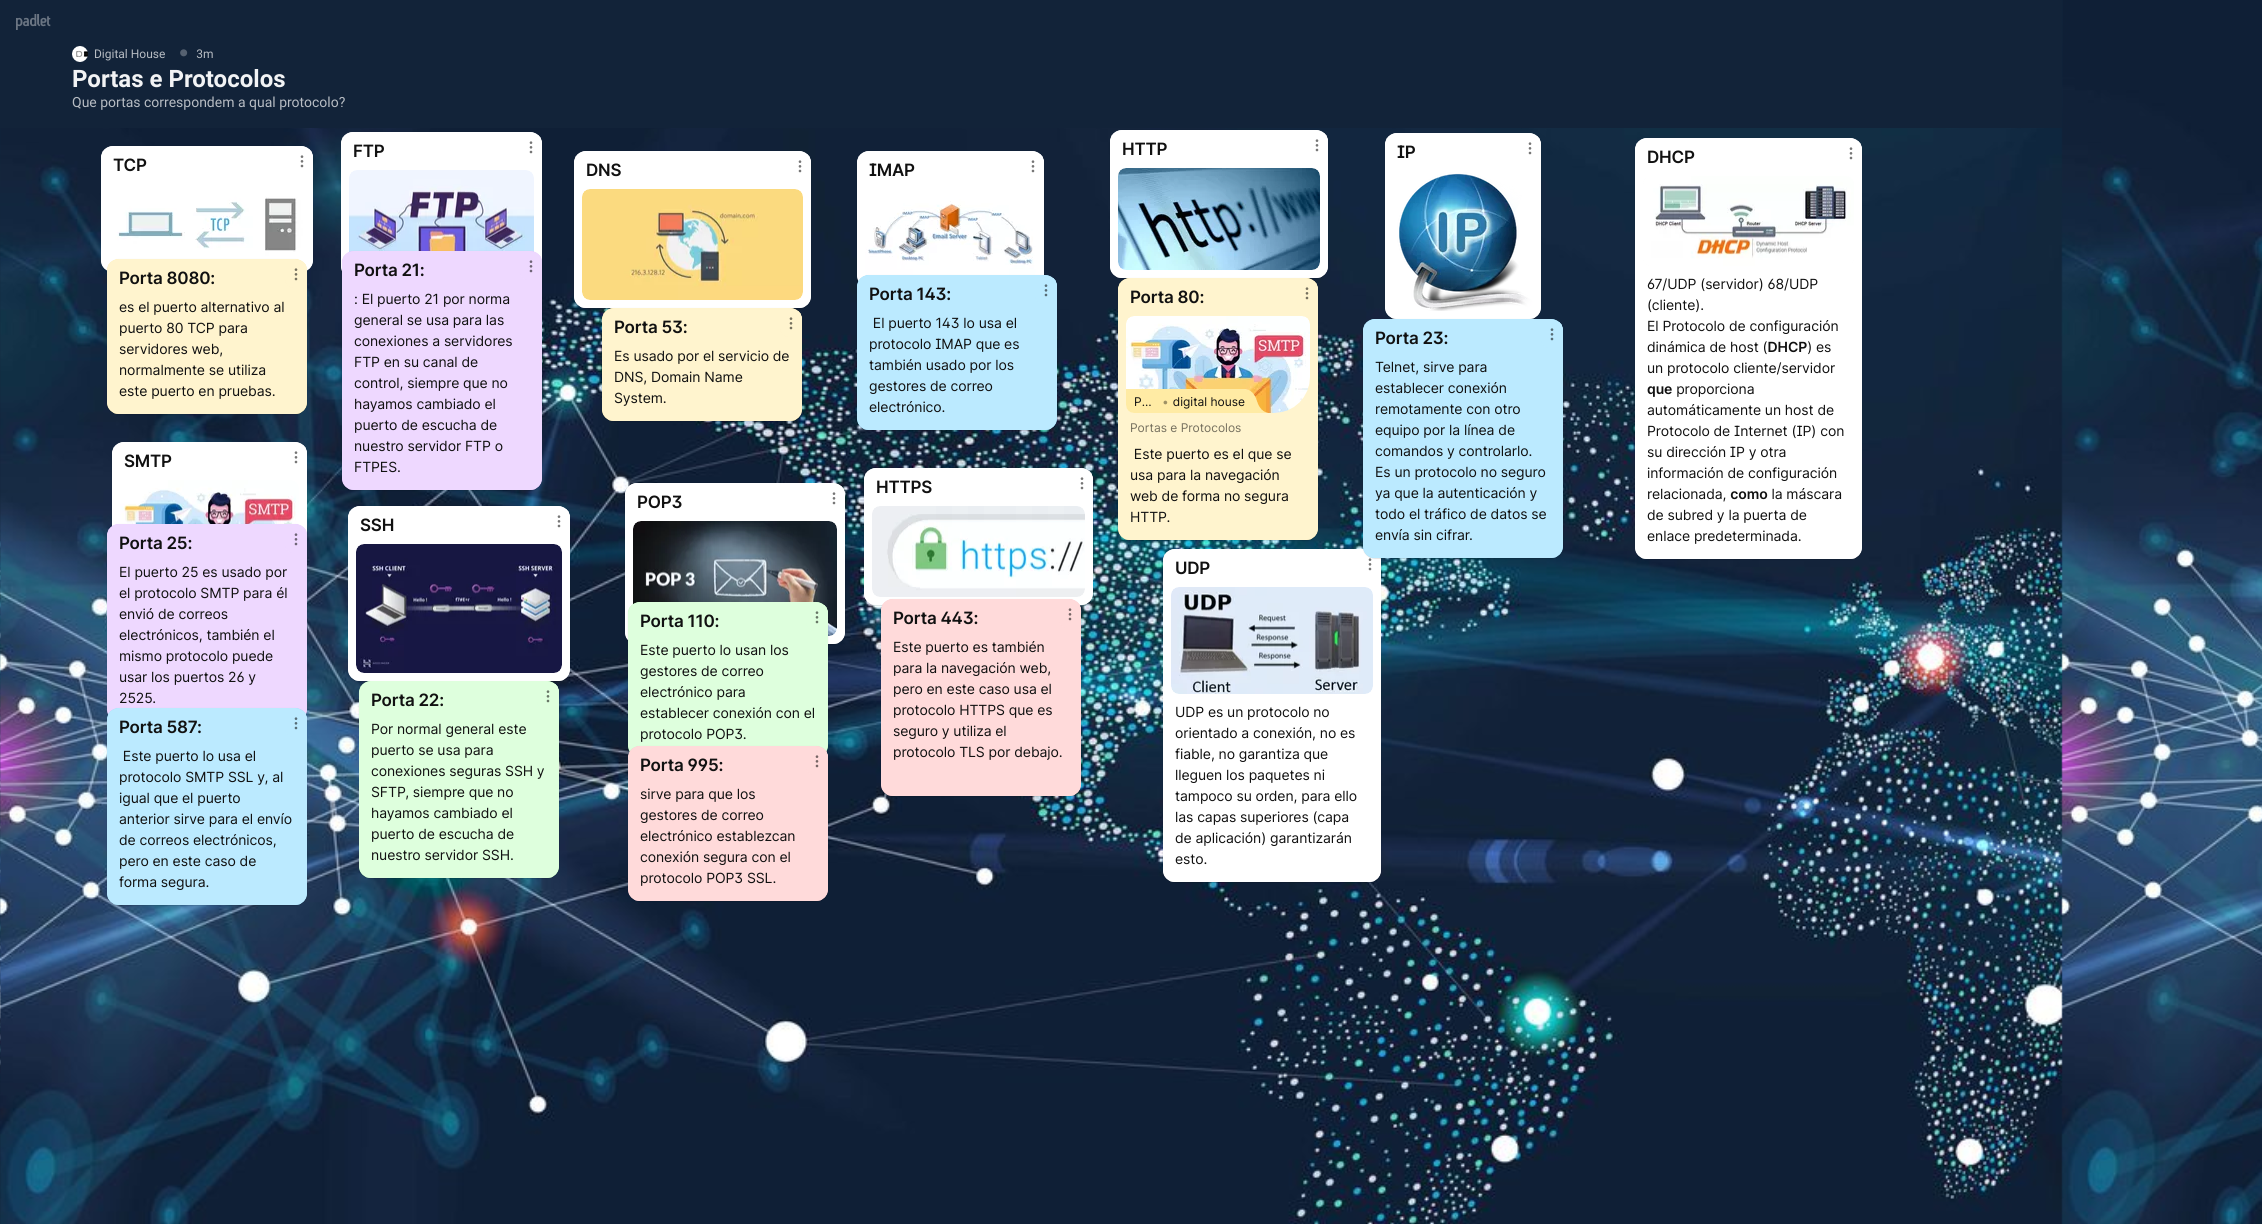 padlet
Digital House • 3m
Portas e Protocolos
Que portas correspondem a qual protocolo?
TCP
TCP
Porta 8080:
es el puerto alternativo al
puerto 80 TCP para
servidores web,
normalmente se utiliza
este puerto en pruebas.
SMTP
SMTP
Porta 25:
El puerto 25 es usado por
el protocolo SMTP para él
envió de correos
electrónicos, también el
mismo protocolo puede
usar los puertos 26 y
2525.
Porta 587:
Este puerto lo usa el
protocolo SMTP SSL y, al
igual que el puerto
anterior sirve para el envío
de correos electrónicos,
pero en este caso de
forma segura.
FTP
FTP
Porta 21:
: El puerto 21 por norma
general se usa para las
conexiones a servidores
FTP en su canal de
control, siempre que no
hayamos cambiado el
puerto de escucha de
nuestro servidor FTP o
FTPES.
SSH
SSH CLIENT
SSH SERVER
Hello !
Hello !
Porta 22:
Por normal general este
puerto se usa para
conexiones seguras SSH y
SFTP, siempre que no
hayamos cambiado el
puerto de escucha de
nuestro servidor SSH.
DNS
domain.com
216.3.128.12
Porta 53:
Es usado por el servicio de
DNS, Domain Name
System.
POP3
POP 3
Porta 110:
Este puerto lo usan los
gestores de correo
electrónico para
establecer conexión con el
protocolo POP3.
Porta 995:
sirve para que los
gestores de correo
electrónico establezcan
conexión segura con el
protocolo POP3 SSL.
IMAP
Email Server
Desktop PC
Desktop PC
Porta 143:
El puerto 143 lo usa el
protocolo IMAP que es
también usado por los
gestores de correo
electrónico.
HTTPS
https://
Porta 443:
Este puerto es también
para la navegación web,
pero en este caso usa el
protocolo HTTPS que es
seguro y utiliza el
protocolo TLS por debajo.
HTTP
http://www
Porta 80:
SMTP
P... • digital house
Portas e Protocolos
Este puerto es el que se
usa para la navegación
web de forma no segura
HTTP.
UDP
UDP
Request
Response
Response
Client
Server
UDP es un protocolo no
orientado a conexión, no es
fiable, no garantiza que
lleguen los paquetes ni
tampoco su orden, para ello
las capas superiores (capa
de aplicación) garantizarán
esto.
IP
IP
Porta 23:
Telnet, sirve para
establecer conexión
remotamente con otro
equipo por la línea de
comandos y controlarlo.
Es un protocolo no seguro
ya que la autenticación y
todo el tráfico de datos se
envía sin cifrar.
DHCP
DHCP Client
Router
DHCP Server
DHCP
Dynamic Host
Configuration Protocol
67/UDP (servidor) 68/UDP
(cliente).
El Protocolo de configuración
dinámica de host (DHCP) es
un protocolo cliente/servidor
que proporciona
automáticamente un host de
Protocolo de Internet (IP) con
su dirección IP y otra
información de configuración
relacionada, como la máscara
de subred y la puerta de
enlace predeterminada.